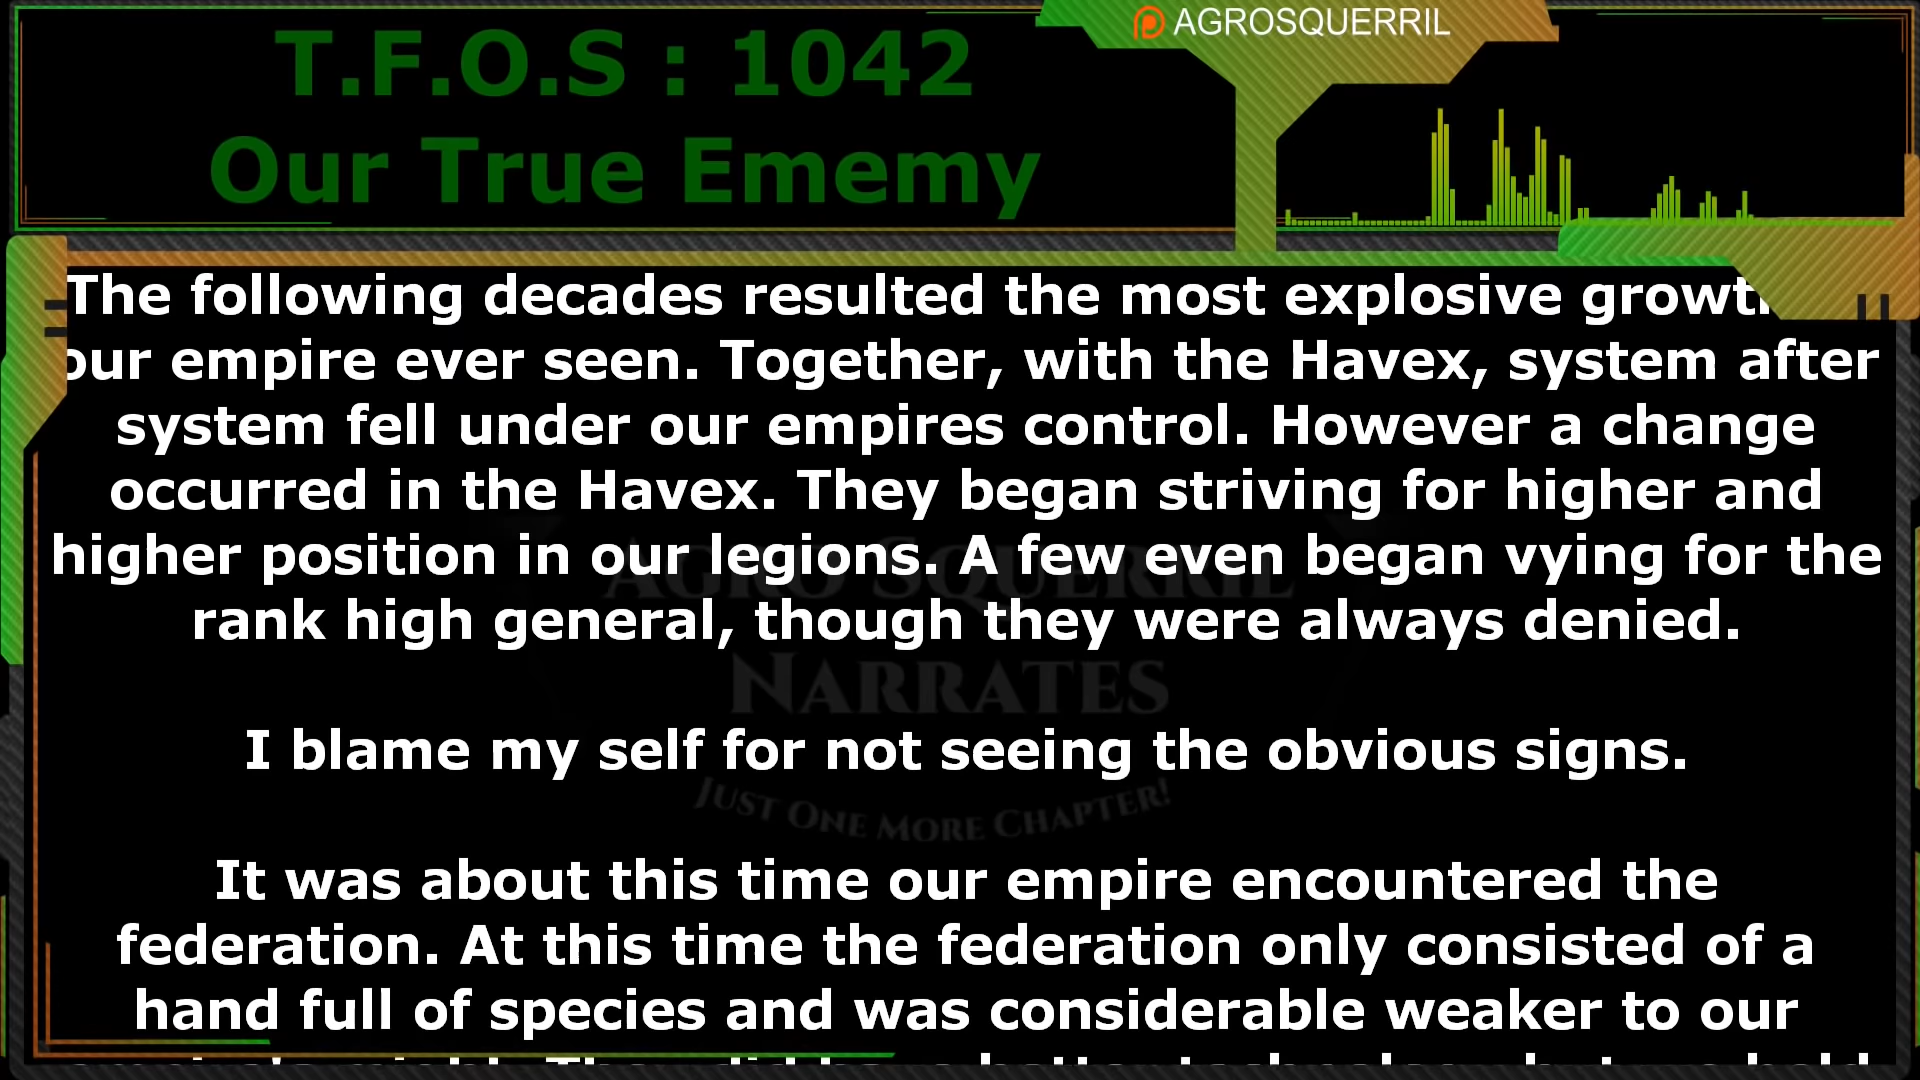 AGROSQUERRIL
T.F.O.S : 1042
Our True Ememy
The following decades resulted the most explosive growth
our empire ever seen. Together, with the Havex, system after
system fell under our empires control. However a change
occurred in the Havex. They began striving for higher and
higher position in our legions. A few even began vying for the
rank high general, though they were always denied.
AGRO SQUERRIL
NARRATES
I blame my self for not seeing the obvious signs.
JUST ONE MORE CHAPTER!
It was about this time our empire encountered the
federation. At this time the federation only consisted of a
hand full of species and was considerable weaker to our